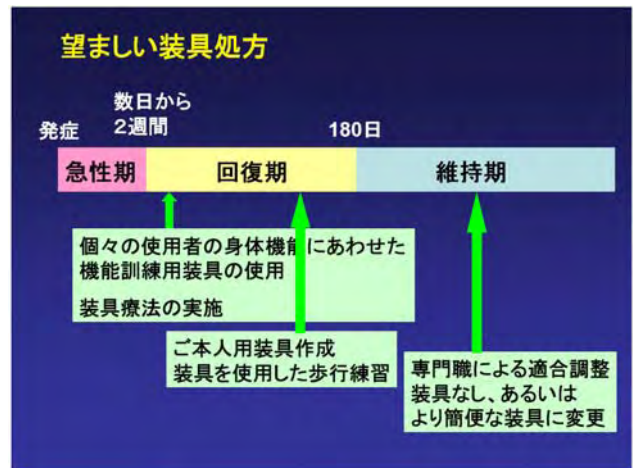 望ましい装具処方
数日から
発症 2週間 180日
急性期 回復期 維持期
個々の使用者の身体機能にあわせた
機能訓練用装具の使用
装具療法の実施
ご本人用装具作成
装具を使用した歩行練習
専門職による適合調整
装具なし、あるいは
より簡便な装具に変更